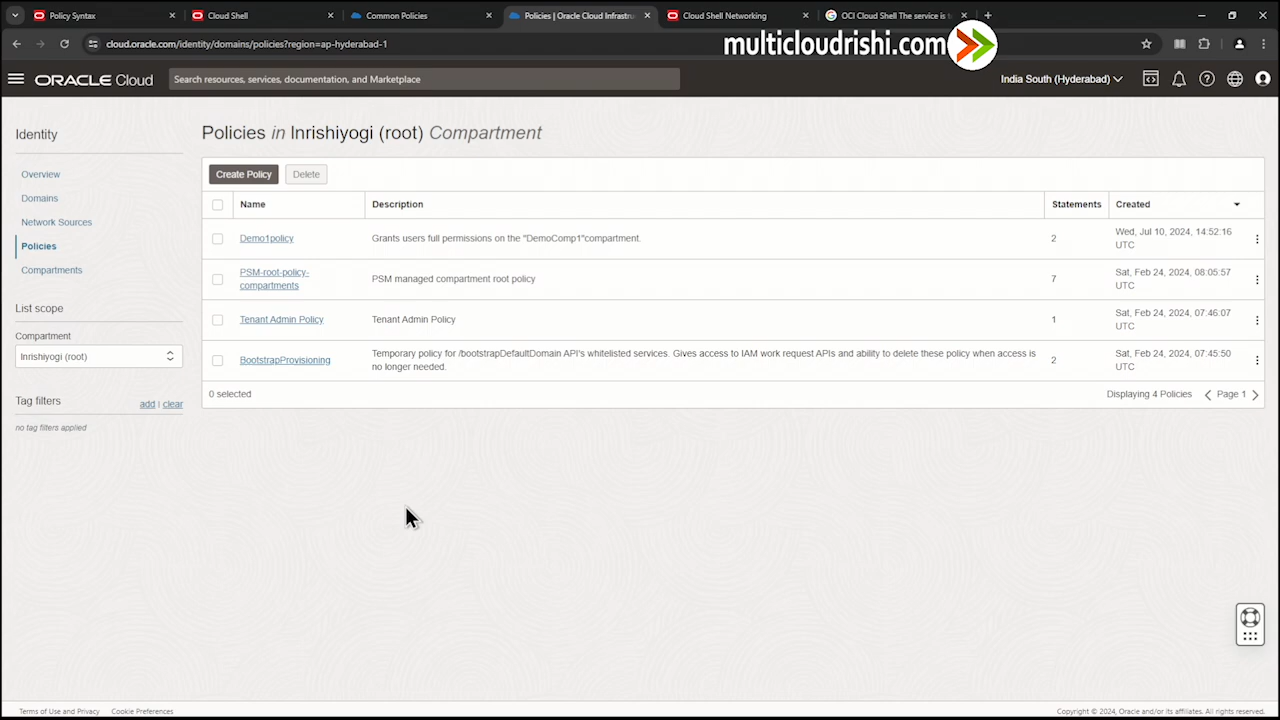 Policy Syntax
Cloud Shell
Common Policies
Policies | Oracle Cloud Infrastru
Cloud Shell Networking
OCI Cloud Shell The service is t
cloud.oracle.com/identity/domains/policies?region=ap-hyderabad-1
multicloudrishi.com
ORACLE Cloud
Search resources, services, documentation, and Marketplace
India South (Hyderabad)
Identity
Overview
Domains
Network Sources
Policies
Compartments
List scope
Compartment
lnrishiyogi (root)
Tag filters
add | clear
no tag filters applied
Policies in lnrishiyogi (root) Compartment
Create Policy
Delete
Name Description Statements Created
Demo1policy
Grants users full permissions on the "DemoComp1"compartment.
2
Wed, Jul 10, 2024, 14:52:16
UTC
PSM-root-policy-
compartments
PSM managed compartment root policy
7
Sat, Feb 24, 2024, 08:05:57
UTC
Tenant Admin Policy
Tenant Admin Policy
1
Sat, Feb 24, 2024, 07:46:07
UTC
BootstrapProvisioning
Temporary policy for /bootstrapDefaultDomain API's whitelisted services. Gives access to IAM work request APIs and ability to delete these policy when access is
no longer needed.
2
Sat, Feb 24, 2024, 07:45:50
UTC
0 selected
Displaying 4 Policies
Page 1
Terms of Use and Privacy
Cookie Preferences
Copyright © 2024, Oracle and/or its affiliates. All rights reserved.